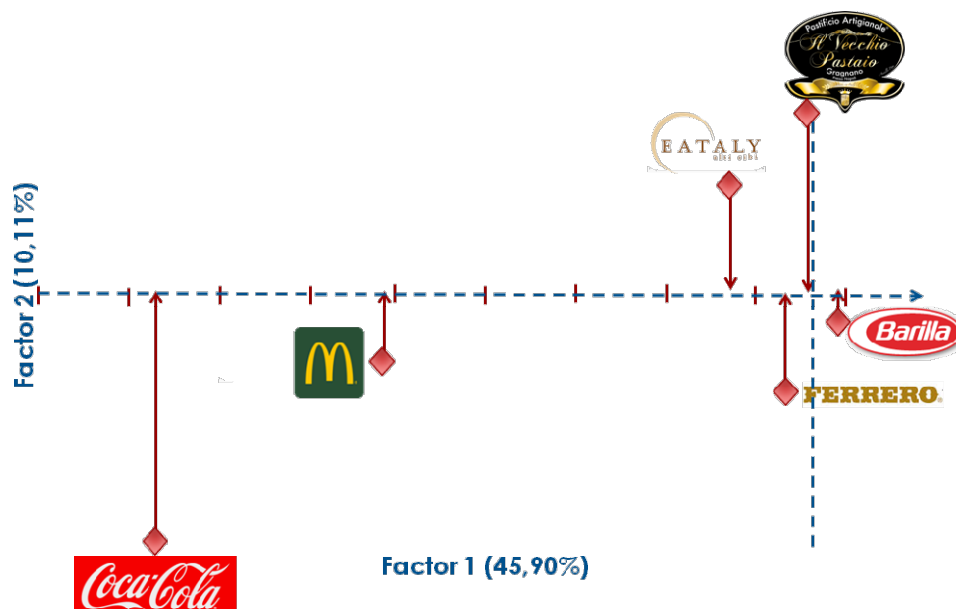 Pastificio Artigianale
Il Vecchio
Pastaio
Gragnano
EATALY
Factor 2 (10,11%)
Barilla
FERRERO®
Coca-Cola
Factor 1 (45,90%)